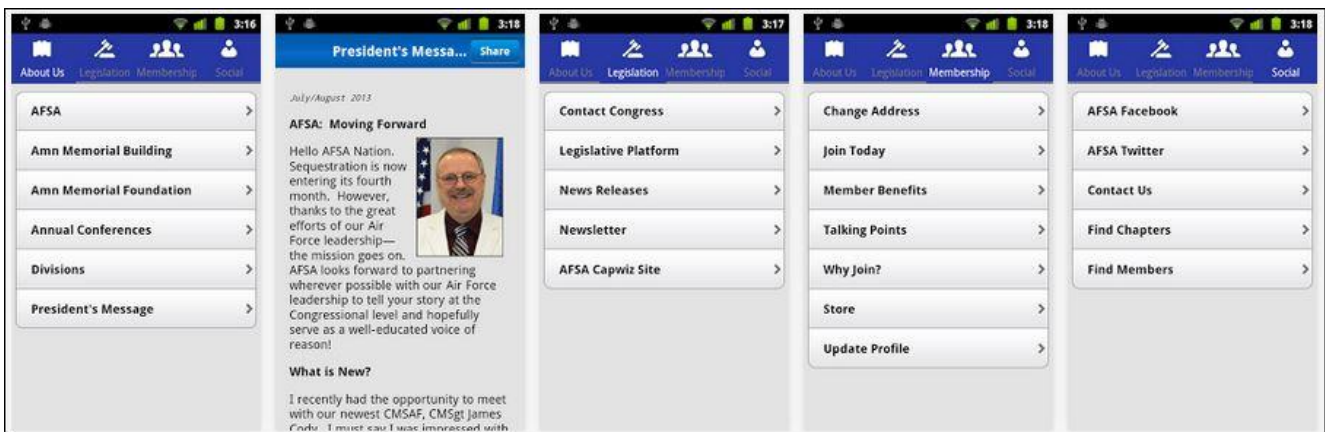 3:16
About Us Legislation Membership Social
AFSA
Amn Memorial Building
Amn Memorial Foundation
Annual Conferences
Divisions
President's Message
3:18
President's Messa... Share
July/August 2013
AFSA: Moving Forward
Hello AFSA Nation.
Sequestration is now
entering its fourth
month. However,
thanks to the great
efforts of our Air
Force leadership—
the mission goes on.
AFSA looks forward to partnering
wherever possible with our Air Force
leadership to tell your story at the
Congressional level and hopefully
serve as a well-educated voice of
reason!
What is New?
I recently had the opportunity to meet
with our newest CMSAF, CMSgt James
Cody. I must say I was impressed with
3:17
About Us Legislation Membership Social
Contact Congress
Legislative Platform
News Releases
Newsletter
AFSA Capwiz Site
3:18
About Us Legislation Membership Social
Change Address
Join Today
Member Benefits
Talking Points
Why Join?
Store
Update Profile
3:18
About Us Legislation Membership Social
AFSA Facebook
AFSA Twitter
Contact Us
Find Chapters
Find Members